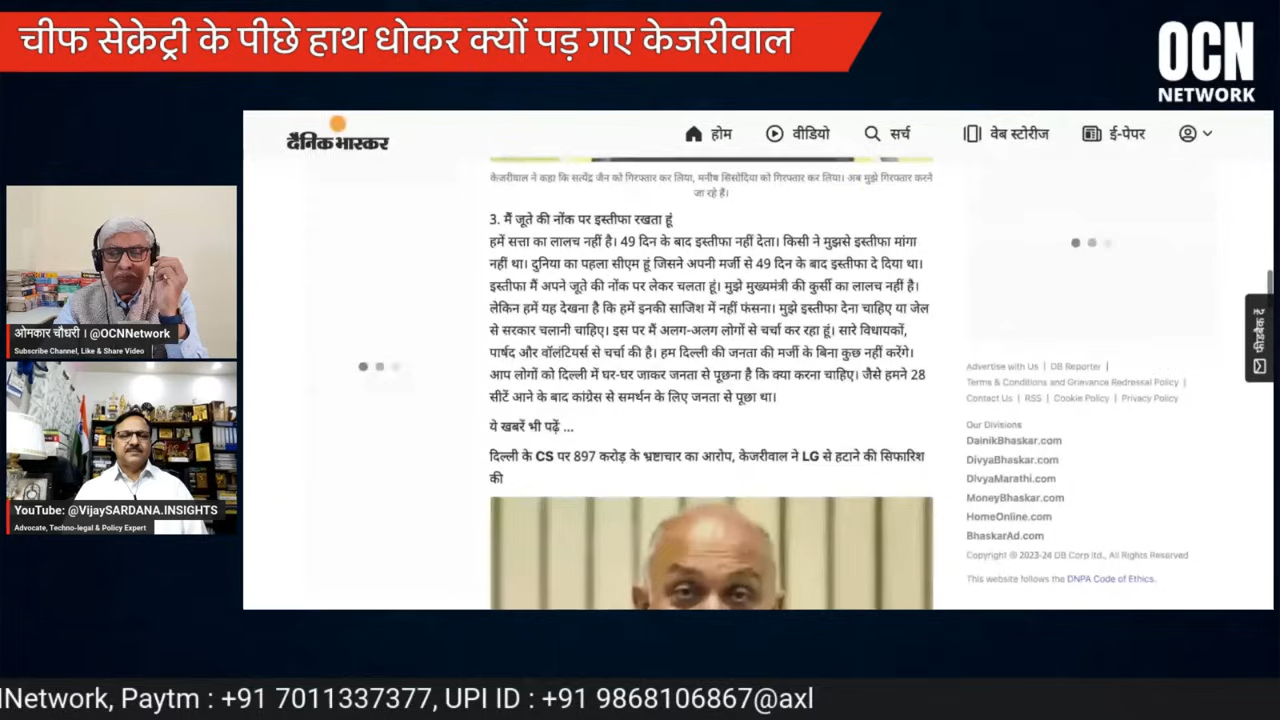 चीफ सेक्रेट्री के पीछे हाथ धोकर क्यों पड़ गए केजरीवाल
OCN
NETWORK
दैनिक भास्कर
होम
वीडियो
सर्च
वेब स्टोरीज
ई-पेपर
केजरीवाल ने कहा कि सत्येंद्र जैन को गिरफ्तार कर लिया, मनीष सिसोदिया को गिरफ्तार कर लिया। अब मुझे गिरफ्तार करने
जा रहे हैं।
3. मैं जूते की नोंक पर इस्तीफा रखता हूं
हमें सत्ता का लालच नहीं है। 49 दिन के बाद इस्तीफा नहीं देता। किसी ने मुझसे इस्तीफा मांगा
नहीं था। दुनिया का पहला सीएम हूं जिसने अपनी मर्जी से 49 दिन के बाद इस्तीफा दे दिया था।
इस्तीफा मैं अपने जूते की नोंक पर लेकर चलता हूं। मुझे मुख्यमंत्री की कुर्सी का लालच नहीं है।
लेकिन हमें यह देखना है कि हमें इनकी साजिश में नहीं फंसना। मुझे इस्तीफा देना चाहिए या जेल
से सरकार चलानी चाहिए। इस पर मैं अलग-अलग लोगों से चर्चा कर रहा हूं। सारे विधायकों,
पार्षद और वॉलंटियर्स से चर्चा की है। हम दिल्ली की जनता की मर्जी के बिना कुछ नहीं करेंगे।
आप लोगों को दिल्ली में घर-घर जाकर जनता से पूछना है कि क्या करना चाहिए। जैसे हमने 28
सीटें आने के बाद कांग्रेस से समर्थन के लिए जनता से पूछा था।
ये खबरें भी पढ़ें ...
दिल्ली के CS पर 897 करोड़ के भ्रष्टाचार का आरोप, केजरीवाल ने LG से हटाने की सिफारिश
की
Advertise with Us | DB Reporter |
Terms & Conditions and Grievance Redressal Policy |
Contact Us | RSS | Cookie Policy | Privacy Policy
Our Divisions
DainikBhaskar.com
DivyaBhaskar.com
DivyaMarathi.com
MoneyBhaskar.com
HomeOnline.com
BhaskarAd.com
Copyright © 2023-24 DB Corp ltd., All Rights Reserved
This website follows the DNPA Code of Ethics.
फीडबैक दें
ओमकार चौधरी । @OCNNetwork
Subscribe Channel, Like & Share Video
YouTube: @VijaySARDANA.INSIGHTS
Advocate, Techno-legal & Policy Expert
Network, Paytm : +91 7011337377, UPI ID : +91 9868106867@axl